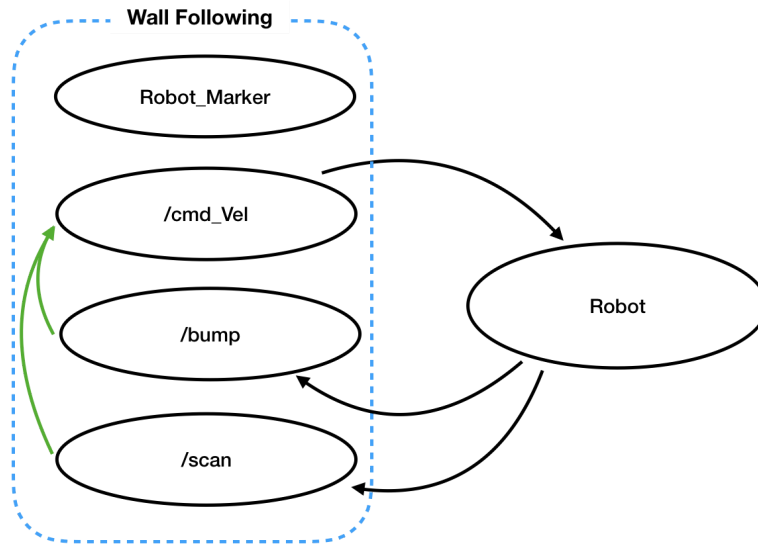 Wall Following
Robot_Marker
/cmd_Vel
Robot
/bump
/scan